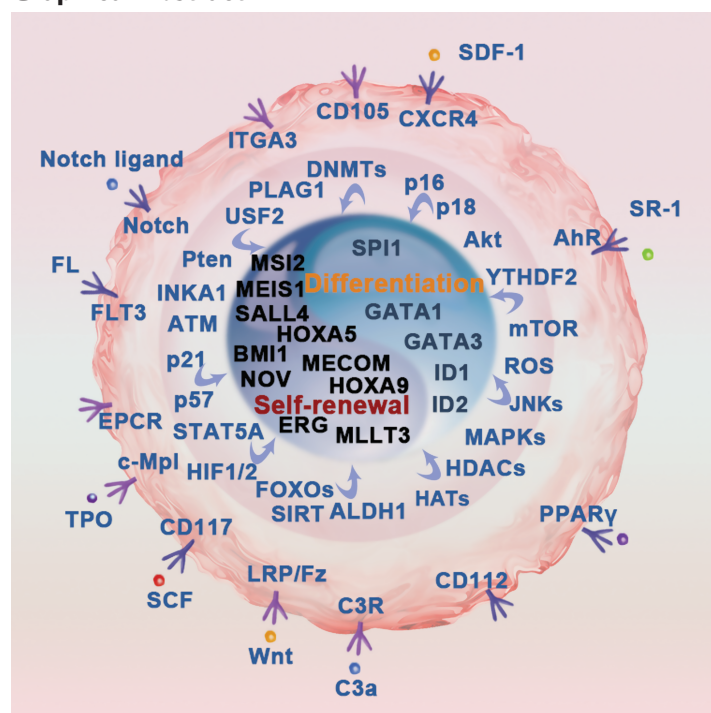 SDF-1
CD105
CXCR4
ITGA3
Notch ligand
DNMTs
PLAG1
p16
p18
USF2
Notch
SR-1
Akt
AhR
SPI1
Pten
MSI2
FL
Differentiation
YTHDF2
INKA1
MEIS1
FLT3
SALL4
GATA1
ATM
HOXA5
mTOR
GATA3
p21
BMI1
MECOM
ROS
NOV
HOXA9
ID1
p57
Self-renewal
ID2
JNKs
EPCR
STAT5A
ERG
MLLT3
MAPKs
c-Mpl
HIF1/2
HDACs
FOXOs
HATs
TPO
SIRT
ALDH1
PPARγ
CD117
LRP/Fz
CD112
SCF
C3R
Wnt
C3a